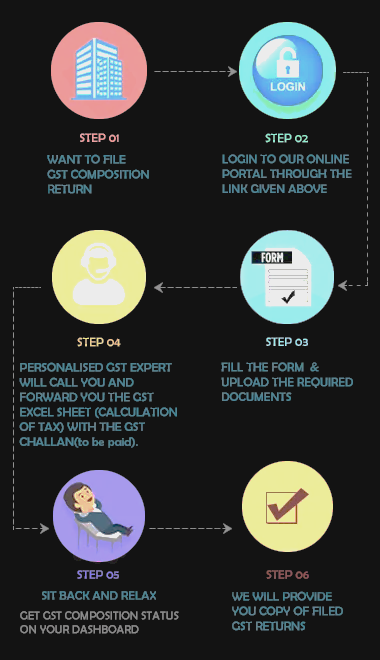 LOGIN
STEP 01
WANT TO FILE
GST COMPOSITION
RETURN
STEP 02
LOGIN TO OUR ONLINE
PORTAL THROUGH THE
LINK GIVEN ABOVE
FORM
STEP 03
FILL THE FORM &
UPLOAD THE REQUIRED
DOCUMENTS
STEP 04
PERSONALISED GST EXPERT
WILL CALL YOU AND
FORWARD YOU THE GST
EXCEL SHEET (CALCULATION
OF TAX) WITH THE GST
CHALLAN(to be paid).
STEP 05
SIT BACK AND RELAX
GET GST COMPOSITION STATUS
ON YOUR DASHBOARD
STEP 06
WE WILL PROVIDE
YOU COPY OF FILED
GST RETURNS